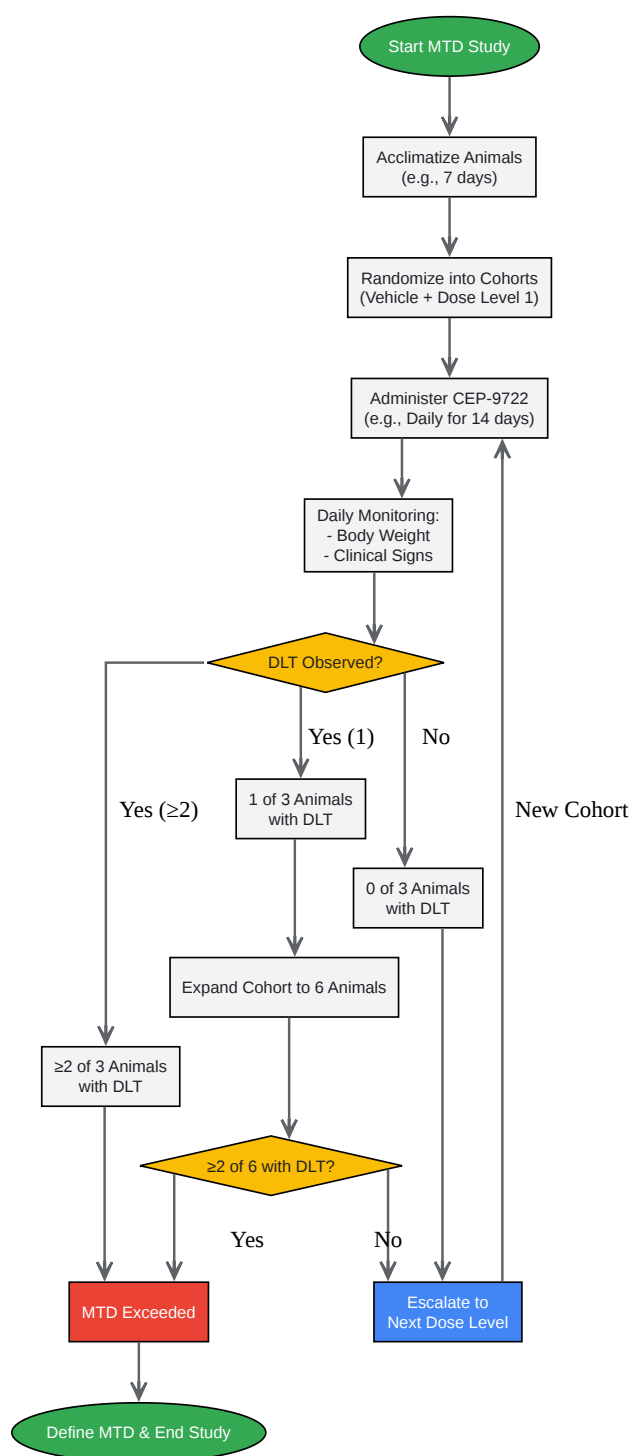 Start MTD Study
Acclimatize Animals
(e.g., 7 days)
Randomize into Cohorts
(Vehicle + Dose Level 1)
Administer CEP-9722
(e.g., Daily for 14 days)
Daily Monitoring:
- Body Weight
- Clinical Signs
DLT Observed?
Yes (1)
No
Yes (≥2)
1 of 3 Animals
with DLT
New Cohort
0 of 3 Animals
with DLT
Expand Cohort to 6 Animals
≥2 of 3 Animals
with DLT
≥2 of 6 with DLT?
Yes
No
MTD Exceeded
Escalate to
Next Dose Level
Define MTD & End Study